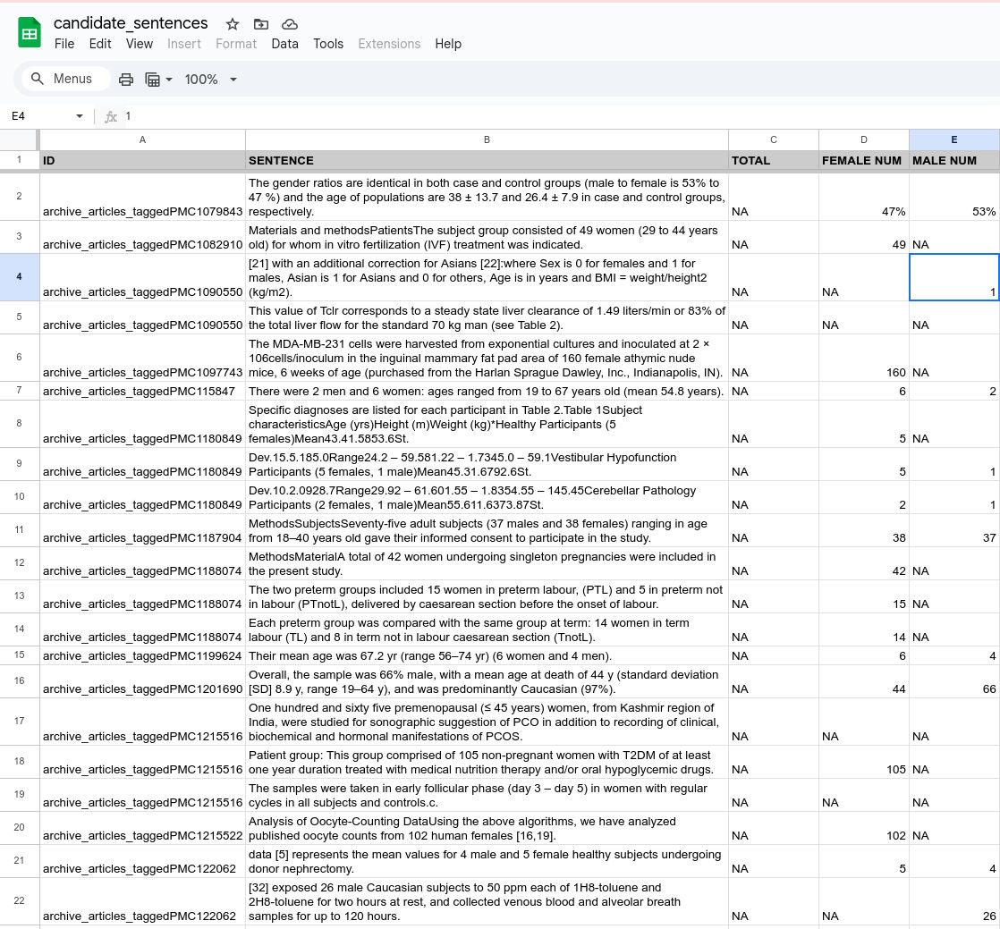 candidate_sentences
File Edit View Insert Format Data Tools Extensions Help
Menus 100%
E4 fx 1
A B C D E
1 ID SENTENCE TOTAL FEMALE NUM MALE NUM
The gender ratios are identical in both case and control groups (male to female is 53% to
2 47 %) and the age of populations are 38 ± 13.7 and 26.4 ± 7.9 in case and control groups,
archive_articles_taggedPMC1079843 respectively. NA 47% 53%
3 Materials and methodsPatientsThe subject group consisted of 49 women (29 to 44 years
archive_articles_taggedPMC1082910 old) for whom in vitro fertilization (IVF) treatment was indicated. NA 49 NA
[21] with an additional correction for Asians [22]:where Sex is 0 for females and 1 for
4 males, Asian is 1 for Asians and 0 for others, Age is in years and BMI = weight/height2
archive_articles_taggedPMC1090550 (kg/m2). NA NA 1
5 This value of Tclr corresponds to a steady state liver clearance of 1.49 liters/min or 83% of
archive_articles_taggedPMC1090550 the total liver flow for the standard 70 kg man (see Table 2). NA NA NA
The MDA-MB-231 cells were harvested from exponential cultures and inoculated at 2 ×
6 106cells/inoculum in the inguinal mammary fat pad area of 160 female athymic nude
archive_articles_taggedPMC1097743 mice, 6 weeks of age (purchased from the Harlan Sprague Dawley, Inc., Indianapolis, IN). NA 160 NA
7 archive_articles_taggedPMC115847 There were 2 men and 6 women: ages ranged from 19 to 67 years old (mean 54.8 years). NA 6 2
Specific diagnoses are listed for each participant in Table 2.Table 1Subject
8 characteristicsAge (yrs)Height (m)Weight (kg)*Healthy Participants (5
archive_articles_taggedPMC1180849 females)Mean43.41.5853.6St. NA 5 NA
9 Dev.15.5.185.0Range24.2 – 59.581.22 – 1.7345.0 – 59.1Vestibular Hypofunction
archive_articles_taggedPMC1180849 Participants (5 females, 1 male)Mean45.31.6792.6St. NA 5 1
10 Dev.10.2.0928.7Range29.92 – 61.601.55 – 1.8354.55 – 145.45Cerebellar Pathology
archive_articles_taggedPMC1180849 Participants (2 females, 1 male)Mean55.611.6373.87St. NA 2 1
11 MethodsSubjectsSeventy-five adult subjects (37 males and 38 females) ranging in age
archive_articles_taggedPMC1187904 from 18–40 years old gave their informed consent to participate in the study. NA 38 37
12 MethodsMaterialA total of 42 women undergoing singleton pregnancies were included in
archive_articles_taggedPMC1188074 the present study. NA 42 NA
13 The two preterm groups included 15 women in preterm labour, (PTL) and 5 in preterm not
archive_articles_taggedPMC1188074 in labour (PTnotL), delivered by caesarean section before the onset of labour. NA 15 NA
14 Each preterm group was compared with the same group at term: 14 women in term
archive_articles_taggedPMC1188074 labour (TL) and 8 in term not in labour caesarean section (TnotL). NA 14 NA
15 archive_articles_taggedPMC1199624 Their mean age was 67.2 yr (range 56–74 yr) (6 women and 4 men). NA 6 4
16 Overall, the sample was 66% male, with a mean age at death of 44 y (standard deviation
archive_articles_taggedPMC1201690 [SD] 8.9 y, range 19–64 y), and was predominantly Caucasian (97%). NA 44 66
One hundred and sixty five premenopausal (≤ 45 years) women, from Kashmir region of
17 India, were studied for sonographic suggestion of PCO in addition to recording of clinical,
archive_articles_taggedPMC1215516 biochemical and hormonal manifestations of PCOS. NA NA NA
18 Patient group: This group comprised of 105 non-pregnant women with T2DM of at least
archive_articles_taggedPMC1215516 one year duration treated with medical nutrition therapy and/or oral hypoglycemic drugs. NA 105 NA
19 The samples were taken in early follicular phase (day 3 – day 5) in women with regular
archive_articles_taggedPMC1215516 cycles in all subjects and controls.c. NA NA NA
20 Analysis of Oocyte-Counting DataUsing the above algorithms, we have analyzed
archive_articles_taggedPMC1215522 published oocyte counts from 102 human females [16,19]. NA 102 NA
21 data [5] represents the mean values for 4 male and 5 female healthy subjects undergoing
archive_articles_taggedPMC122062 donor nephrectomy. NA 5 4
[32] exposed 26 male Caucasian subjects to 50 ppm each of 1H8-toluene and
22 2H8-toluene for two hours at rest, and collected venous blood and alveolar breath
archive_articles_taggedPMC122062 samples for up to 120 hours. NA NA 26